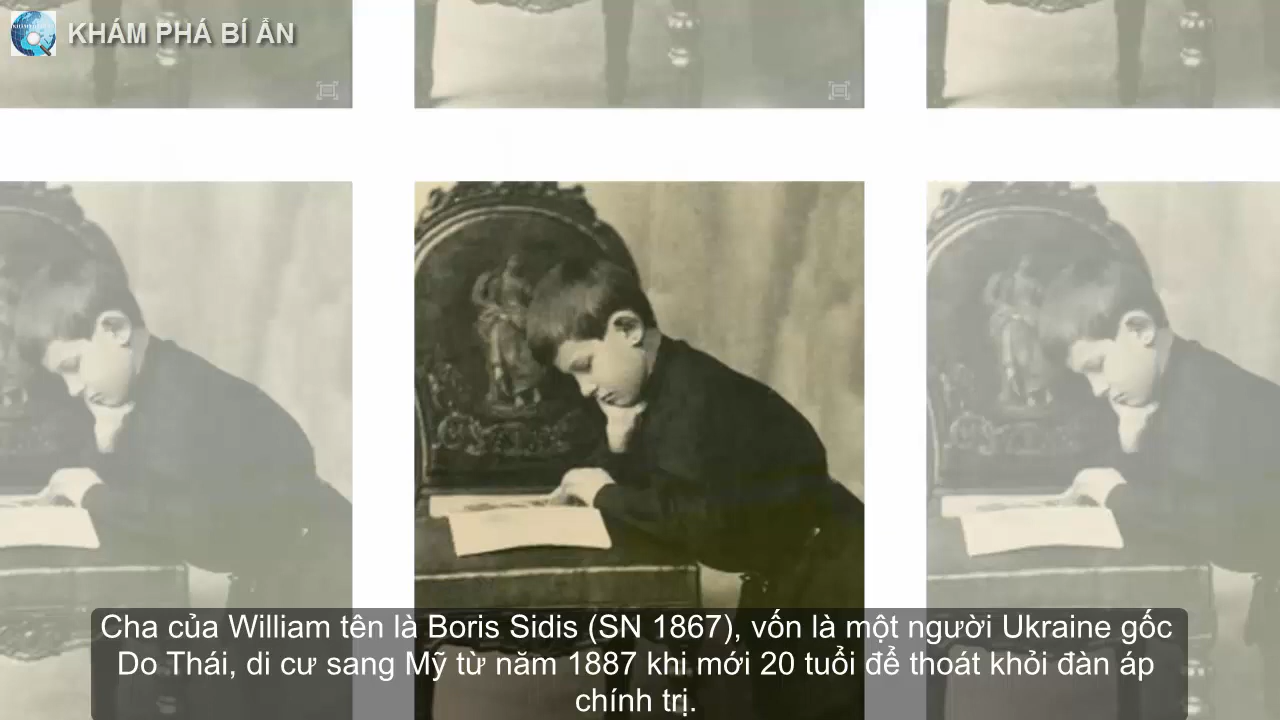 KHÁM PHÁ BÍ ẨN
Cha của William tên là Boris Sidis (SN 1867), vốn là một người Ukraine gốc
Do Thái, di cư sang Mỹ từ năm 1887 khi mới 20 tuổi để thoát khỏi đàn áp
chính trị.